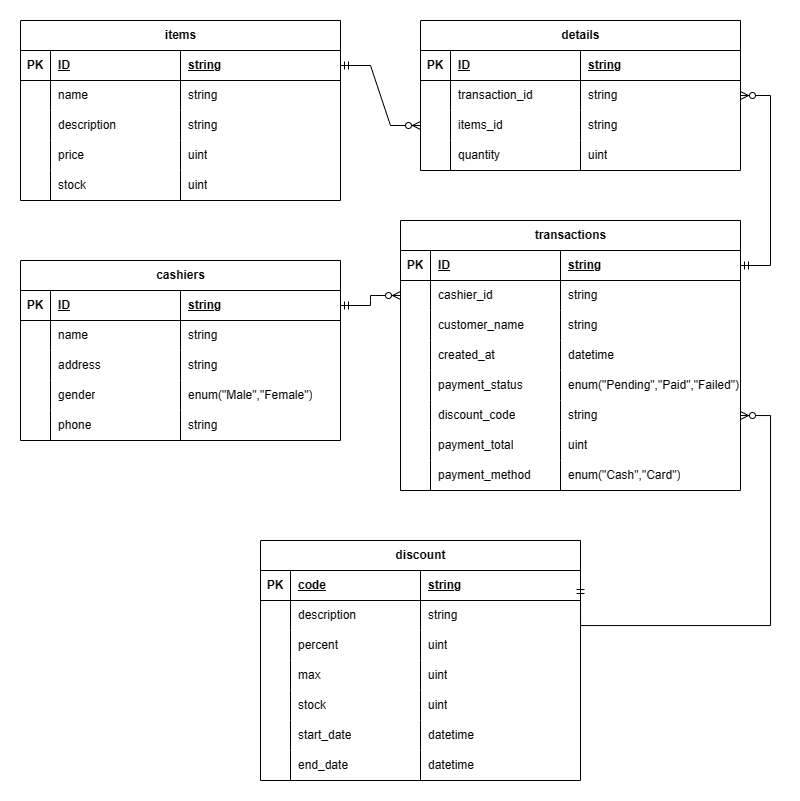 items
PK ID string
name string
description string
price uint
stock uint
details
PK ID string
transaction_id string
items_id string
quantity uint
transactions
PK ID string
cashier_id string
customer_name string
created_at datetime
payment_status enum("Pending","Paid","Failed")
discount_code string
payment_total uint
payment_method enum("Cash","Card")
cashiers
PK ID string
name string
address string
gender enum("Male","Female")
phone string
discount
PK code string
description string
percent uint
max uint
stock uint
start_date datetime
end_date datetime